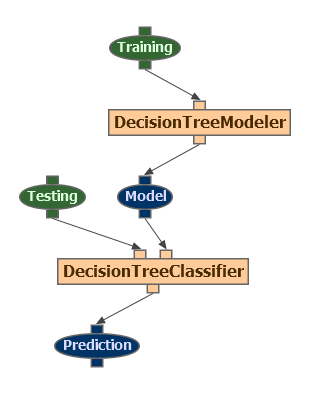 Training
DecisionTreeModeler
Testing
Model
DecisionTreeClassifier
Prediction